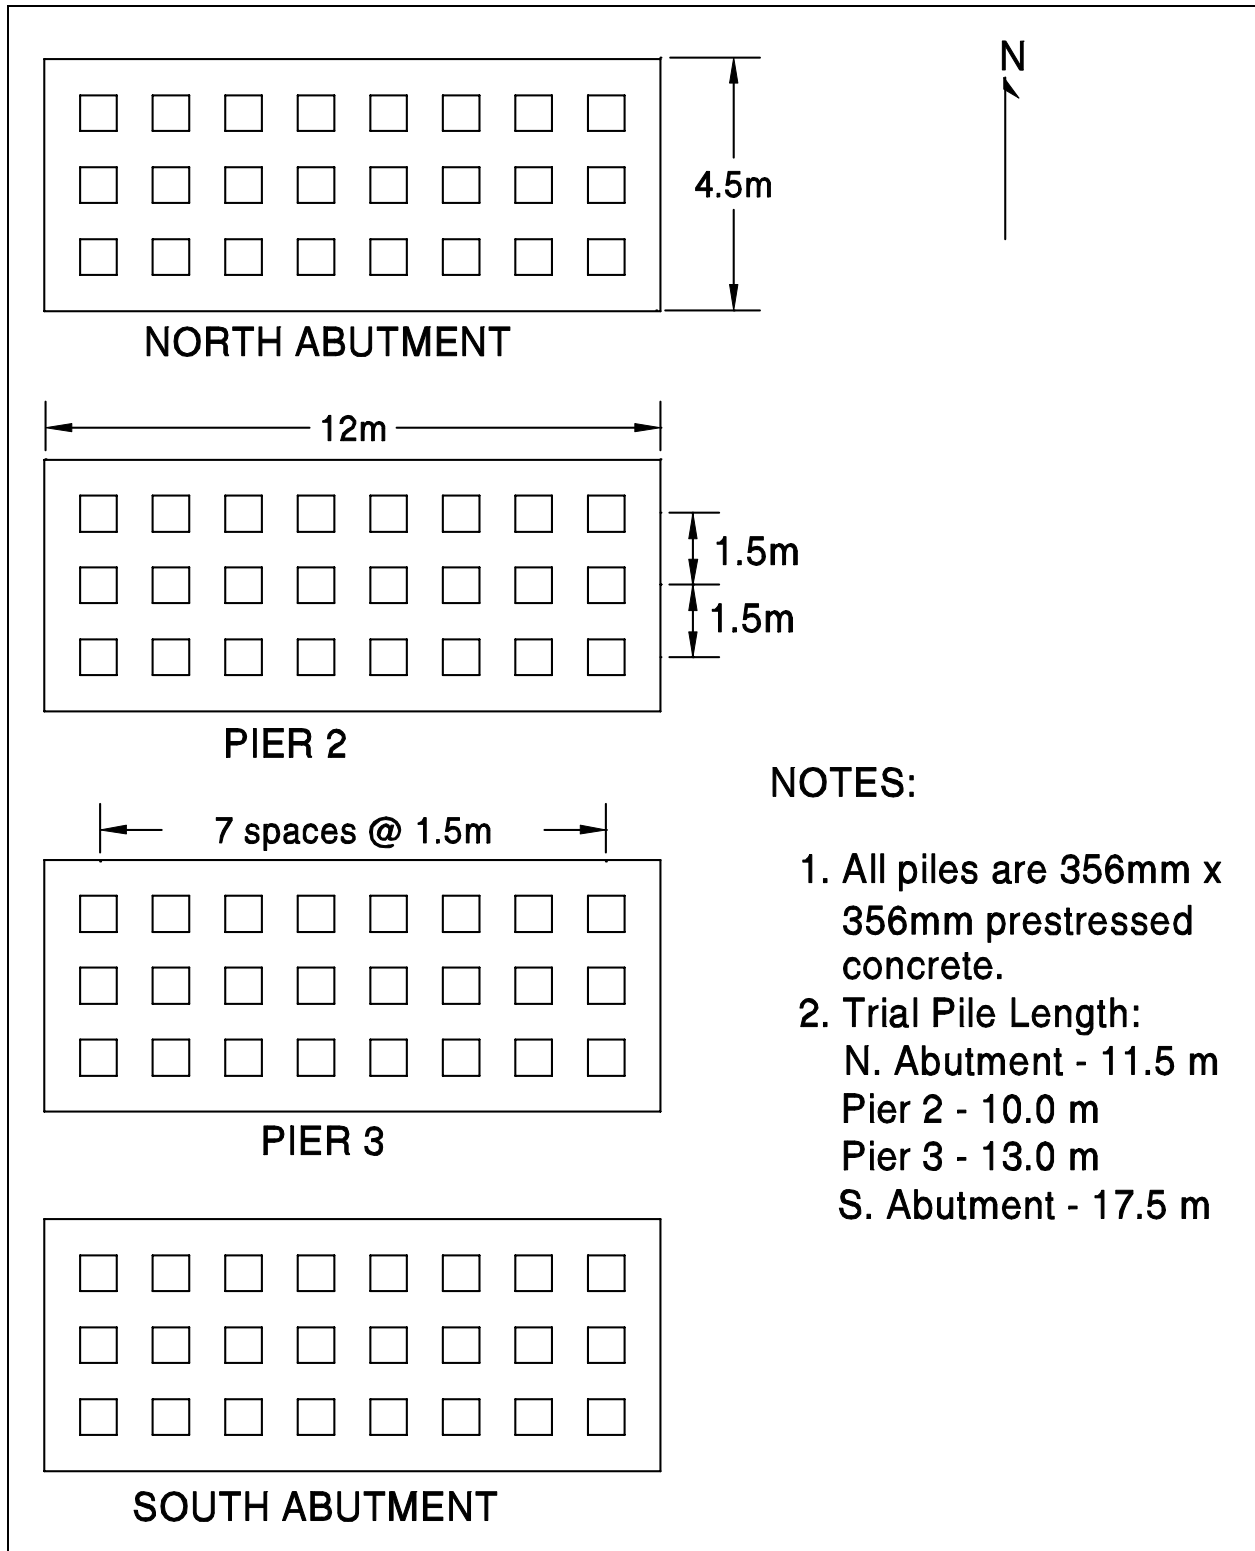 N
4.5m
NORTH ABUTMENT
12m
1.5m
1.5m
PIER 2
7 spaces @ 1.5m
PIER 3
SOUTH ABUTMENT
NOTES:
1. All piles are 356mm x
356mm prestressed
concrete.
2. Trial Pile Length:
N. Abutment - 11.5 m
Pier 2 - 10.0 m
Pier 3 - 13.0 m
S. Abutment - 17.5 m